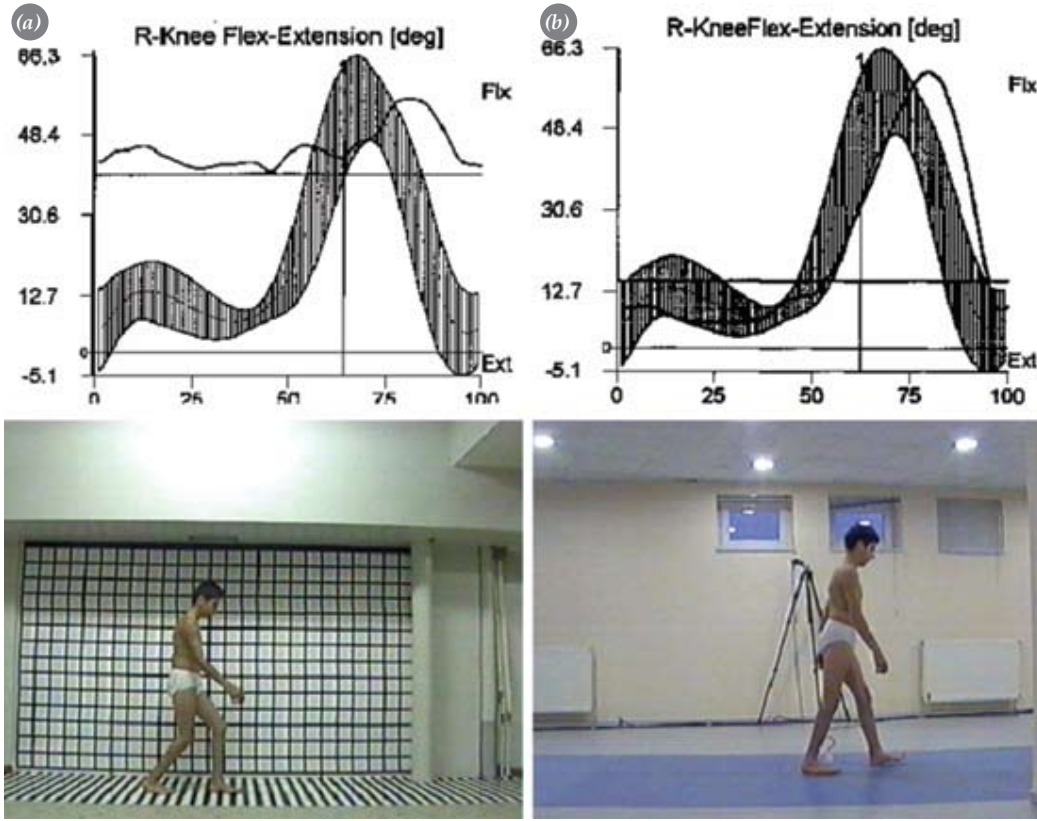 (a)
R-Knee Flex-Extension [deg]
66.3
Flx
48.4
30.6
12.7
0
Ext
-5.1
0 25 50 75 100
(b)
R-KneeFlex-Extension [deg]
66.3
1
Flx
48.4
30.6
12.7
0
Ext
-5.1
0 25 50 75 100